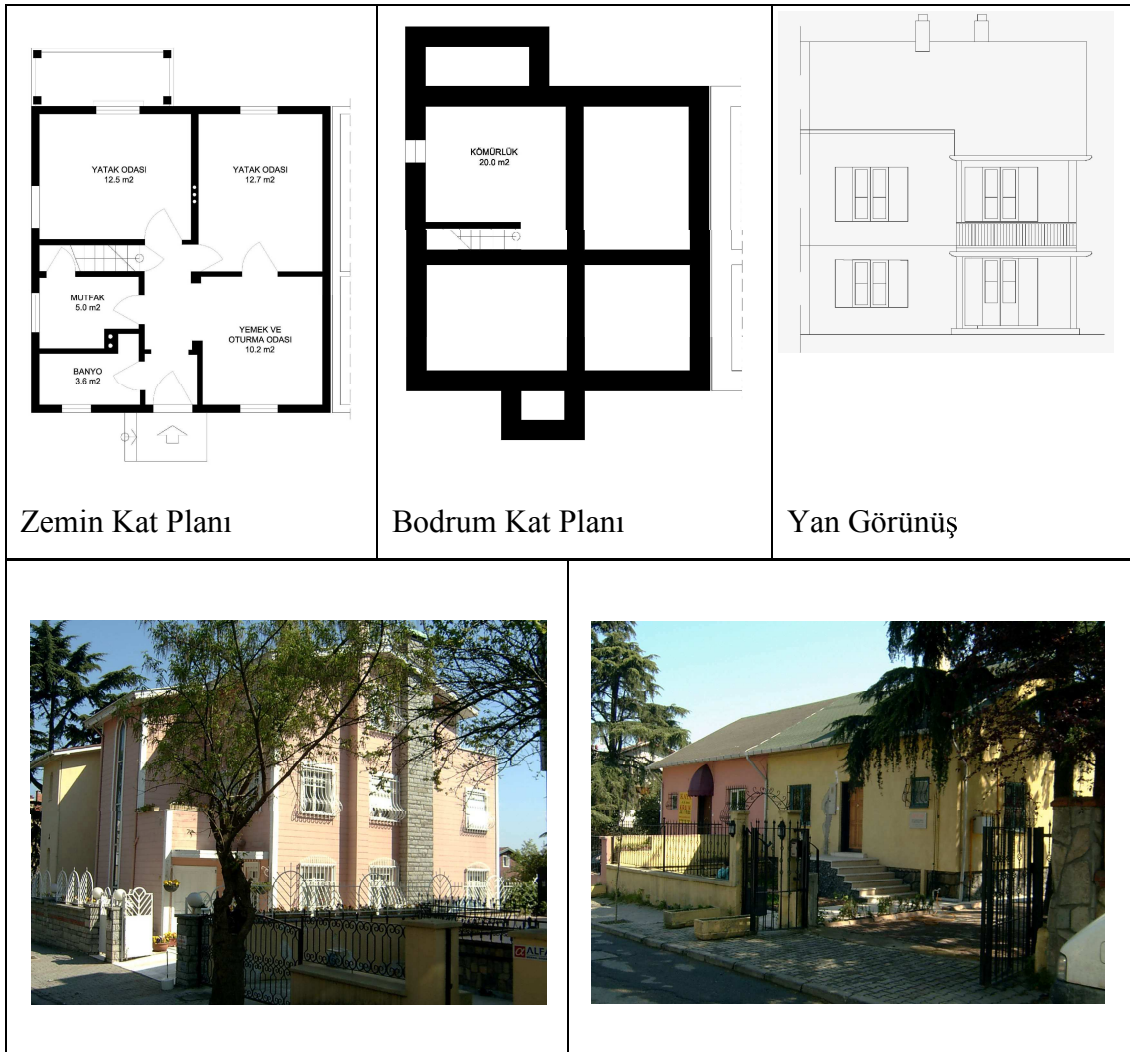 YATAK ODASI
12.5 m2
YATAK ODASI
12.7 m2
MUTFAK
5.0 m2
YEMEK VE
OTURMA ODASI
10.2 m2
BANYO
3.6 m2
Zemin Kat Planı
KÖMÜRLÜK
20.0 m2
Bodrum Kat Planı
Yan Görünüş
ALFA